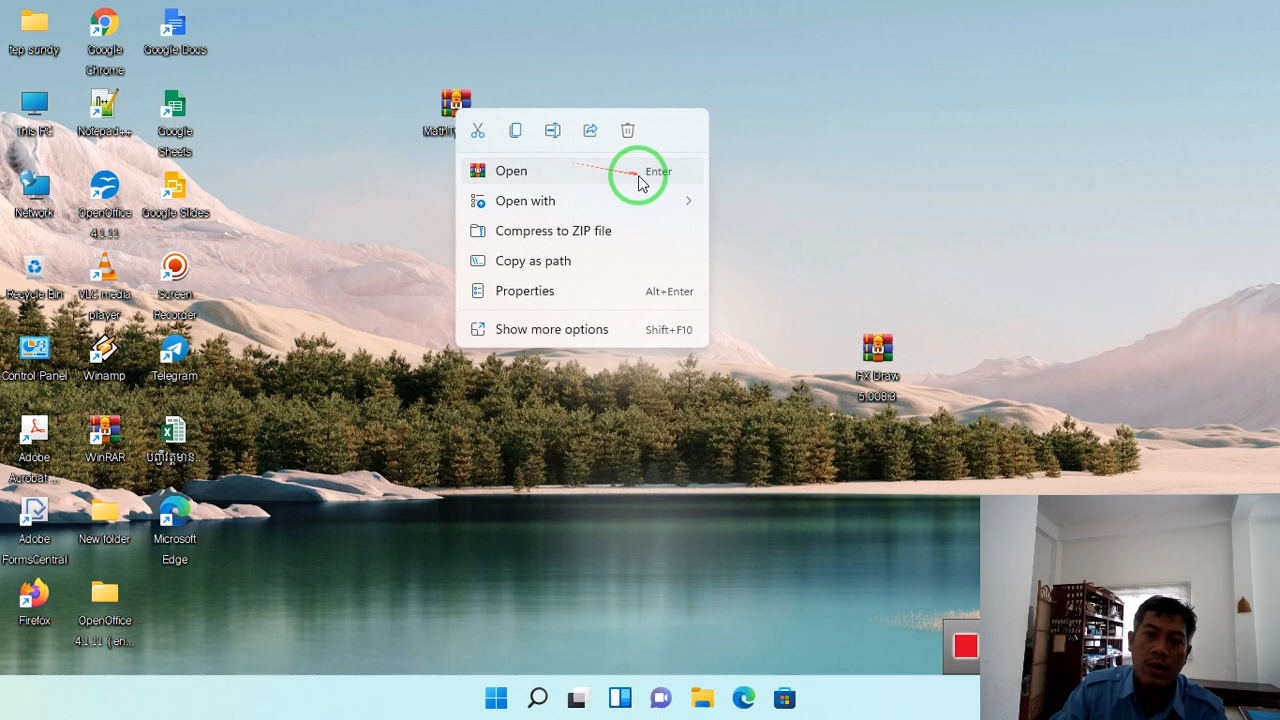 tep sundy
Google
Chrome
Google Docs
This PC
Notepad++
Google
Sheets
Network
OpenOffice
4.1.11
Google Slides
Recycle Bin
VLC media
player
Screen
Recorder
Control Panel
Winamp
Telegram
Adobe
Acrobat ...
WinRAR
Adobe
FormsCentral
New folder
Microsoft
Edge
Firefox
OpenOffice
4.1.11 (en...
Open
Enter
Open with
Compress to ZIP file
Copy as path
Properties
Alt+Enter
Show more options
Shift+F10
FX Draw
5.008.3